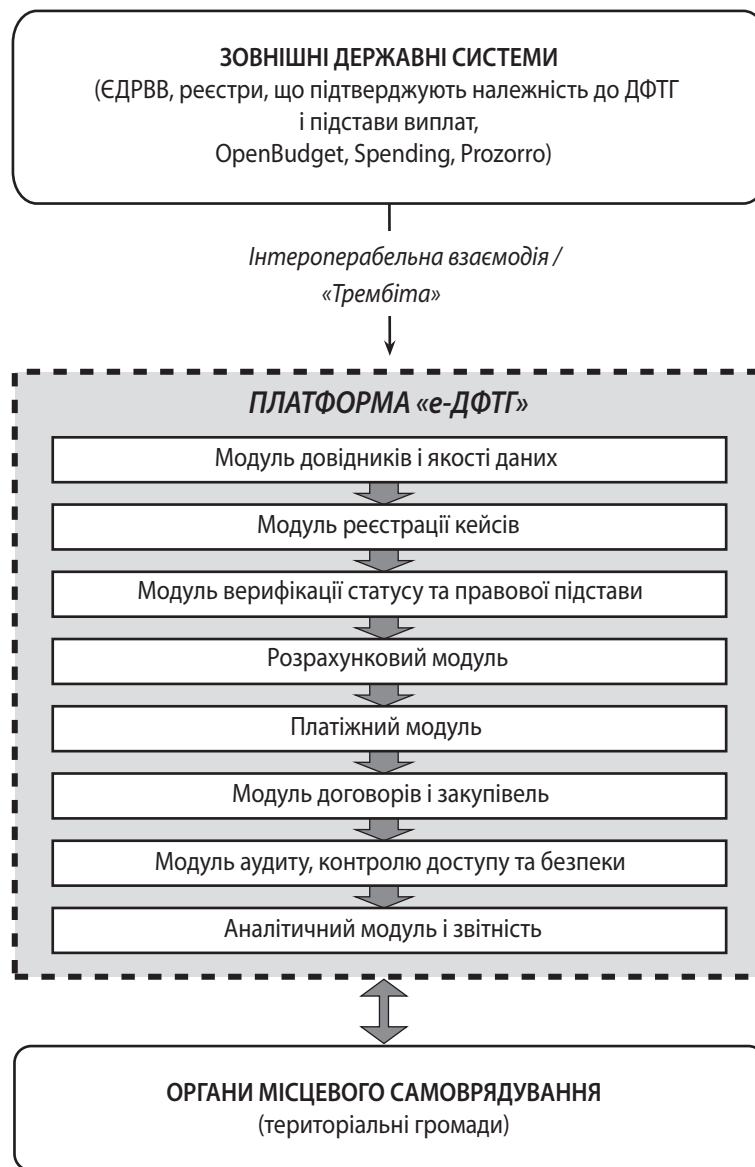 ЗОВНІШНІ ДЕРЖАВНІ СИСТЕМИ
(ЄДРВВ, реєстри, що підтверджують належність до ДФТГ
і підстави виплат,
OpenBudget, Spending, Prozorro)
Інтероперабельна взаємодія /
«Трембіта»
ПЛАТФОРМА «е-ДФТГ»
Модуль довідників і якості даних
Модуль реєстрації кейсів
Модуль верифікації статусу та правової підстави
Розрахунковий модуль
Платіжний модуль
Модуль договорів і закупівель
Модуль аудиту, контролю доступу та безпеки
Аналітичний модуль і звітність
ОРГАНИ МІСЦЕВОГО САМОВРЯДУВАННЯ
(територіальні громади)